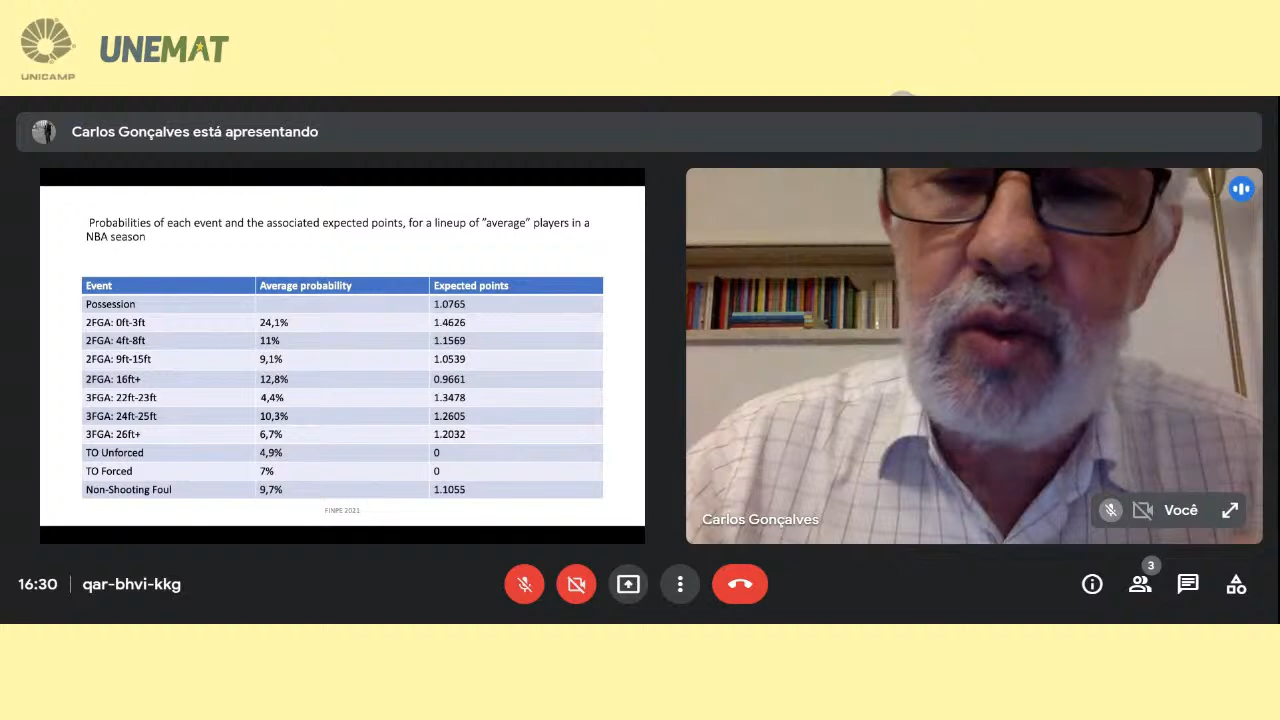 UNICAMP
UNEMAT
Carlos Gonçalves está apresentando
Probabilities of each event and the associated expected points, for a lineup of "average" players in a
NBA season
Event Average probability Expected points
Possession 1.0765
2FGA: 0ft-3ft 24,1% 1.4626
2FGA: 4ft-8ft 11% 1.1569
2FGA: 9ft-15ft 9,1% 1.0539
2FGA: 16ft+ 12,8% 0.9661
3FGA: 22ft-23ft 4,4% 1.3478
3FGA: 24ft-25ft 10,3% 1.2605
3FGA: 26ft+ 6,7% 1.2032
TO Unforced 4,9% 0
TO Forced 7% 0
Non-Shooting Foul 9,7% 1.1055
FINPE 2021
Carlos Gonçalves
Você
16:30 qar-bhvi-kkg
3